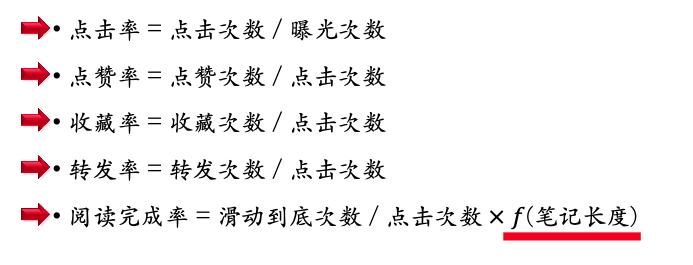 • 点击率 = 点击次数 / 曝光次数
• 点赞率 = 点赞次数 / 点击次数
• 收藏率 = 收藏次数 / 点击次数
• 转发率 = 转发次数 / 点击次数
• 阅读完成率 = 滑动到底次数 / 点击次数 × f(笔记长度)